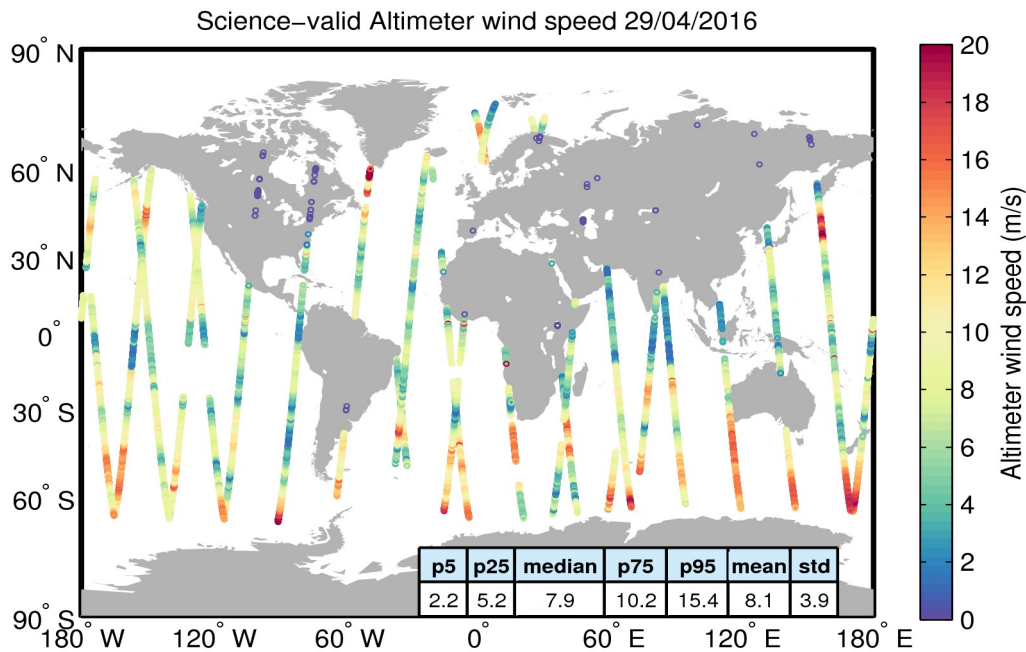 Science-valid Altimeter wind speed 29/04/2016
90° N
60° N
30° N
0°
30° S
60° S
90° S
180° W
120° W
60° W
0°
60° E
120° E
180° E
p5 p25 median p75 p95 mean std
2.2 5.2 7.9 10.2 15.4 8.1 3.9
20
18
16
14
12
10
8
6
4
2
0
Altimeter wind speed (m/s)